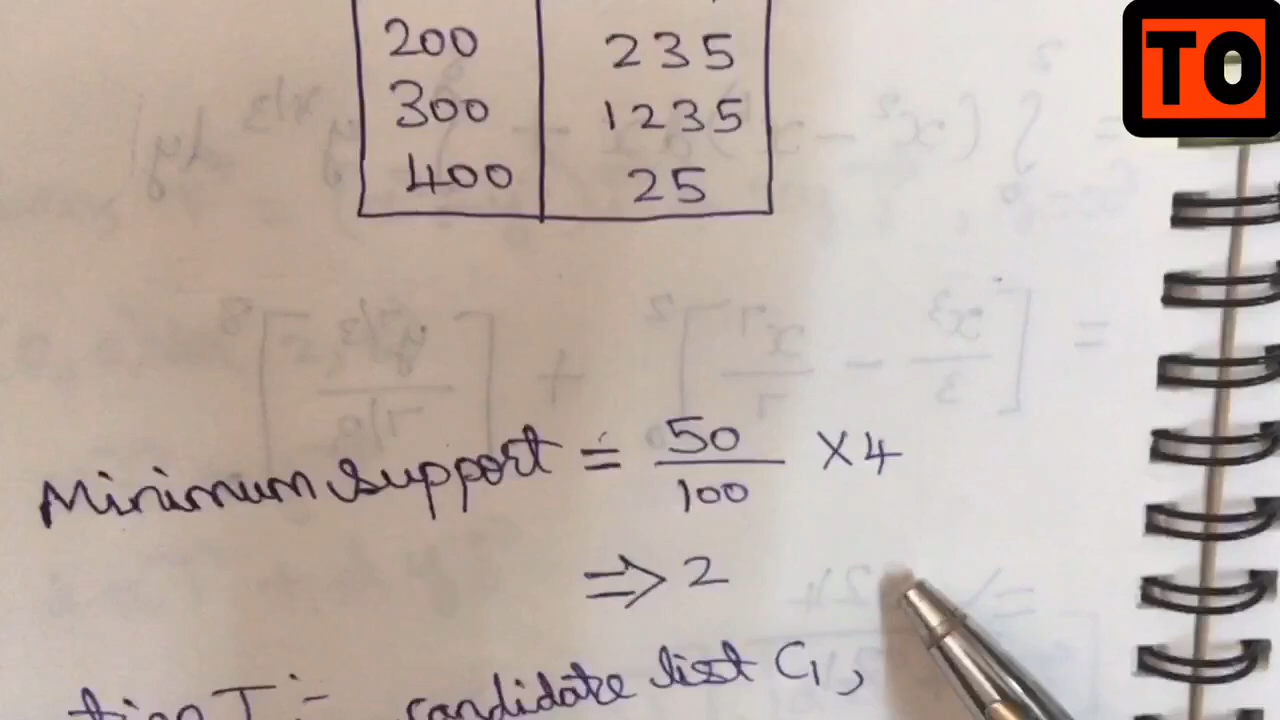 TO
200 235
300 1235
400 25
Minimum support = 50/100 × 4
⇒ 2
I :- candidate list C₁,